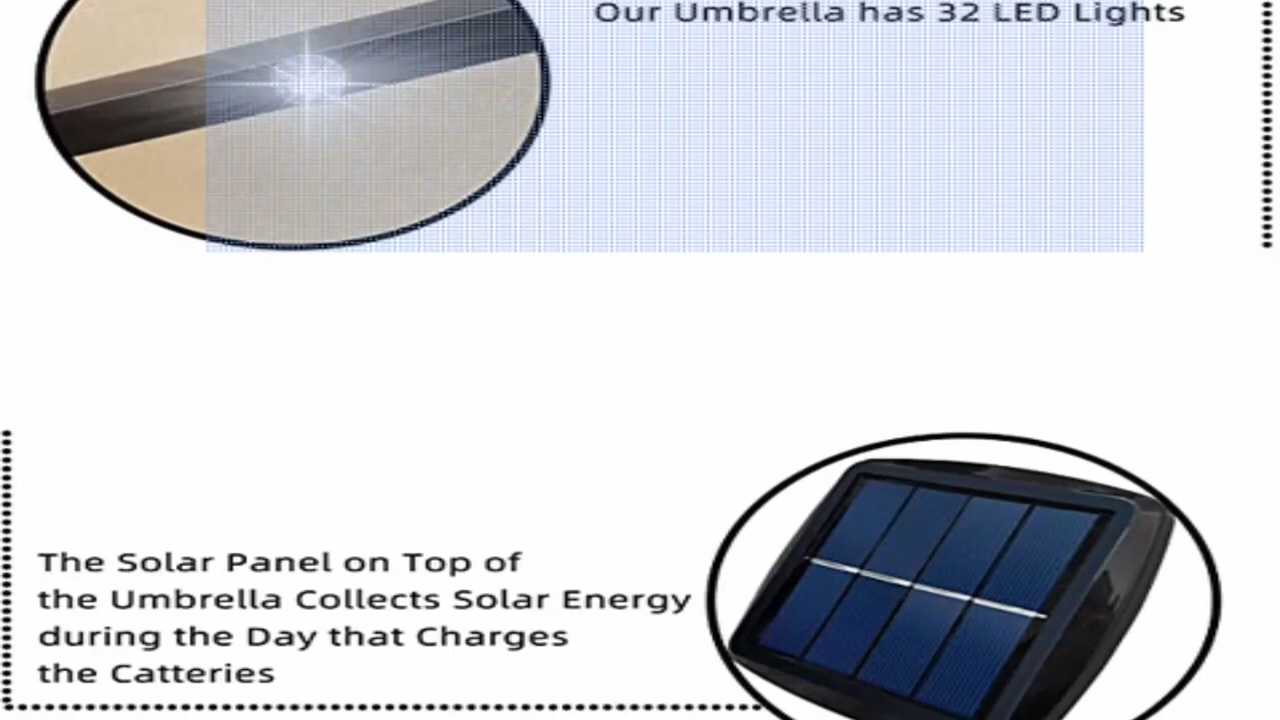 Our Umbrella has 32 LED Lights
The Solar Panel on Top of
the Umbrella Collects Solar Energy
during the Day that Charges
the Catteries